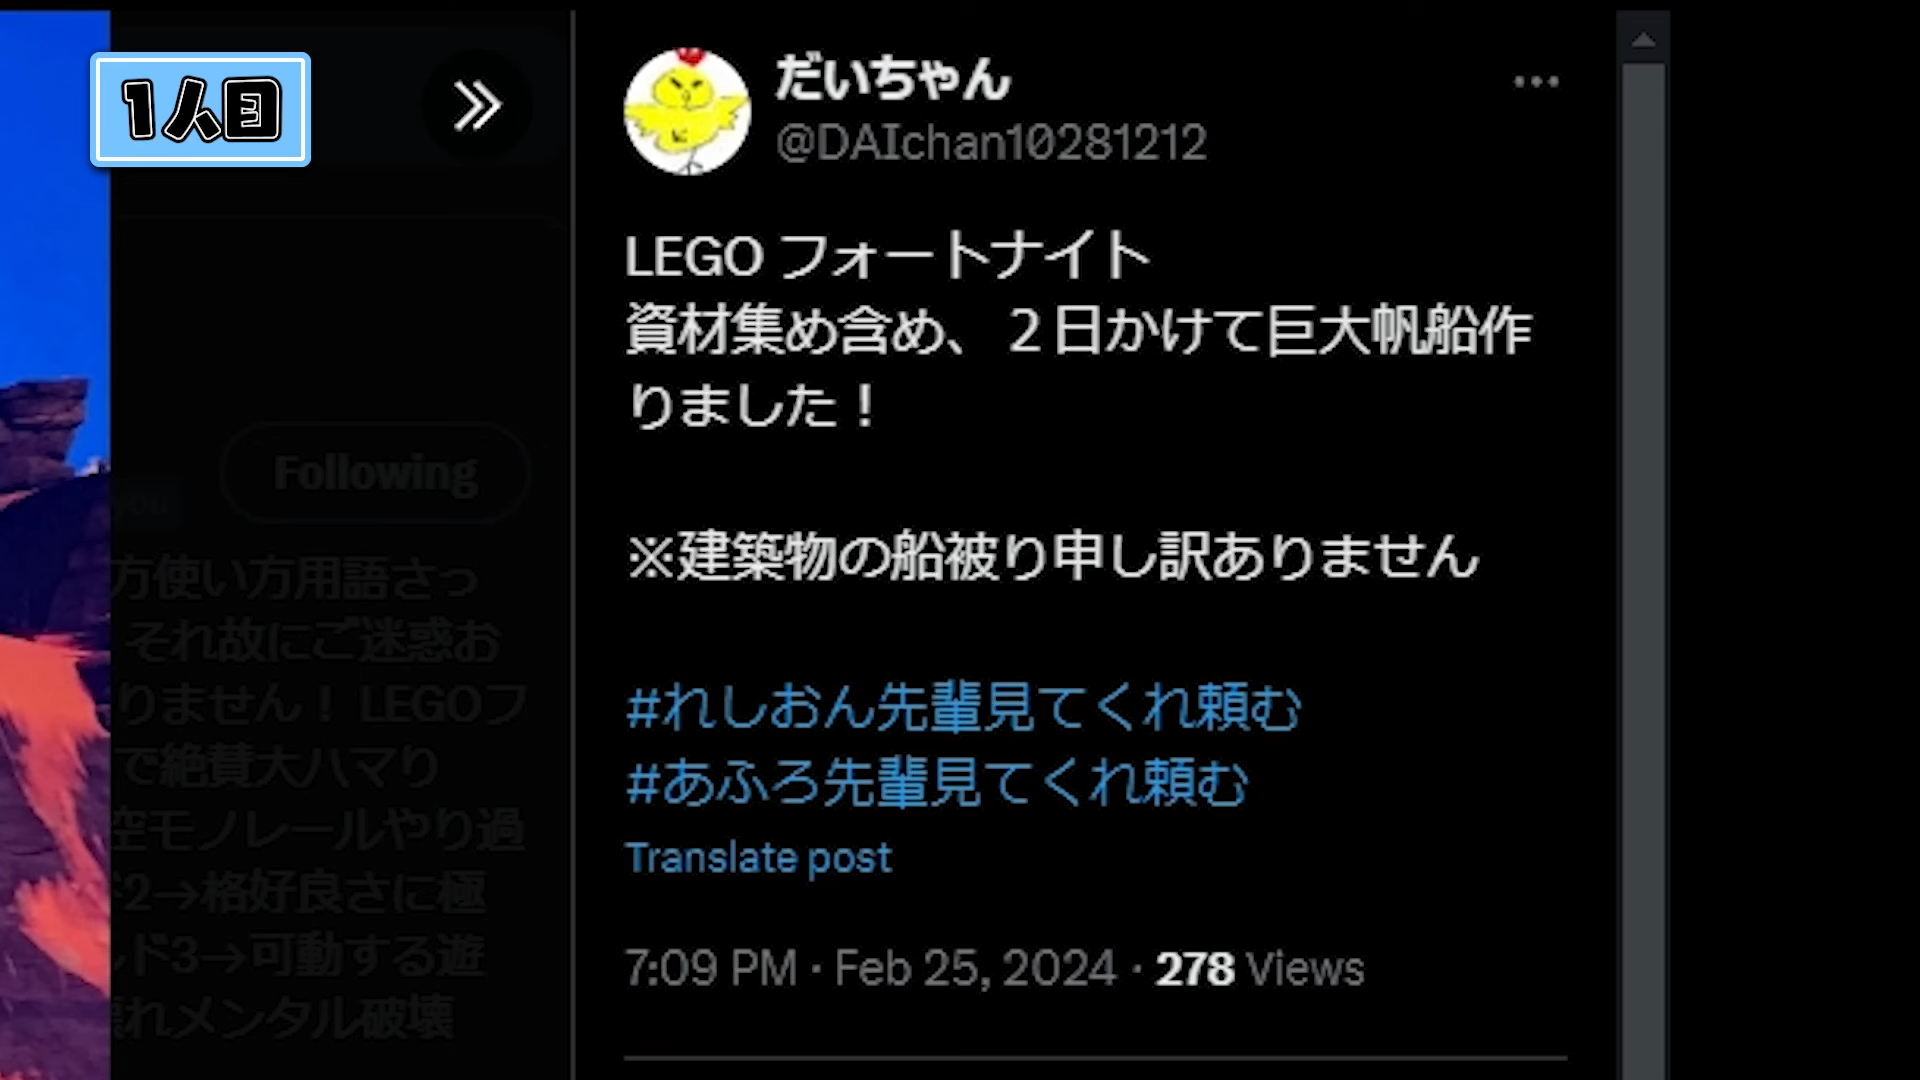 1人目
だいちゃん
@DAIchan10281212
LEGO フォートナイト
資材集め含め、２日かけて巨大帆船作
りました！
※建築物の船被り申し訳ありません
#れしおん先輩見てくれ頼む
#あふろ先輩見てくれ頼む
Translate post
7:09 PM · Feb 25, 2024 · 278 Views
Following
方使い方用語さっ
それ故にご迷惑お
りません！ LEGOフ
で絶賛大ハマり
空モノレールやり過
2→格好良さに極
ド3→可動する遊
れメンタル破壊